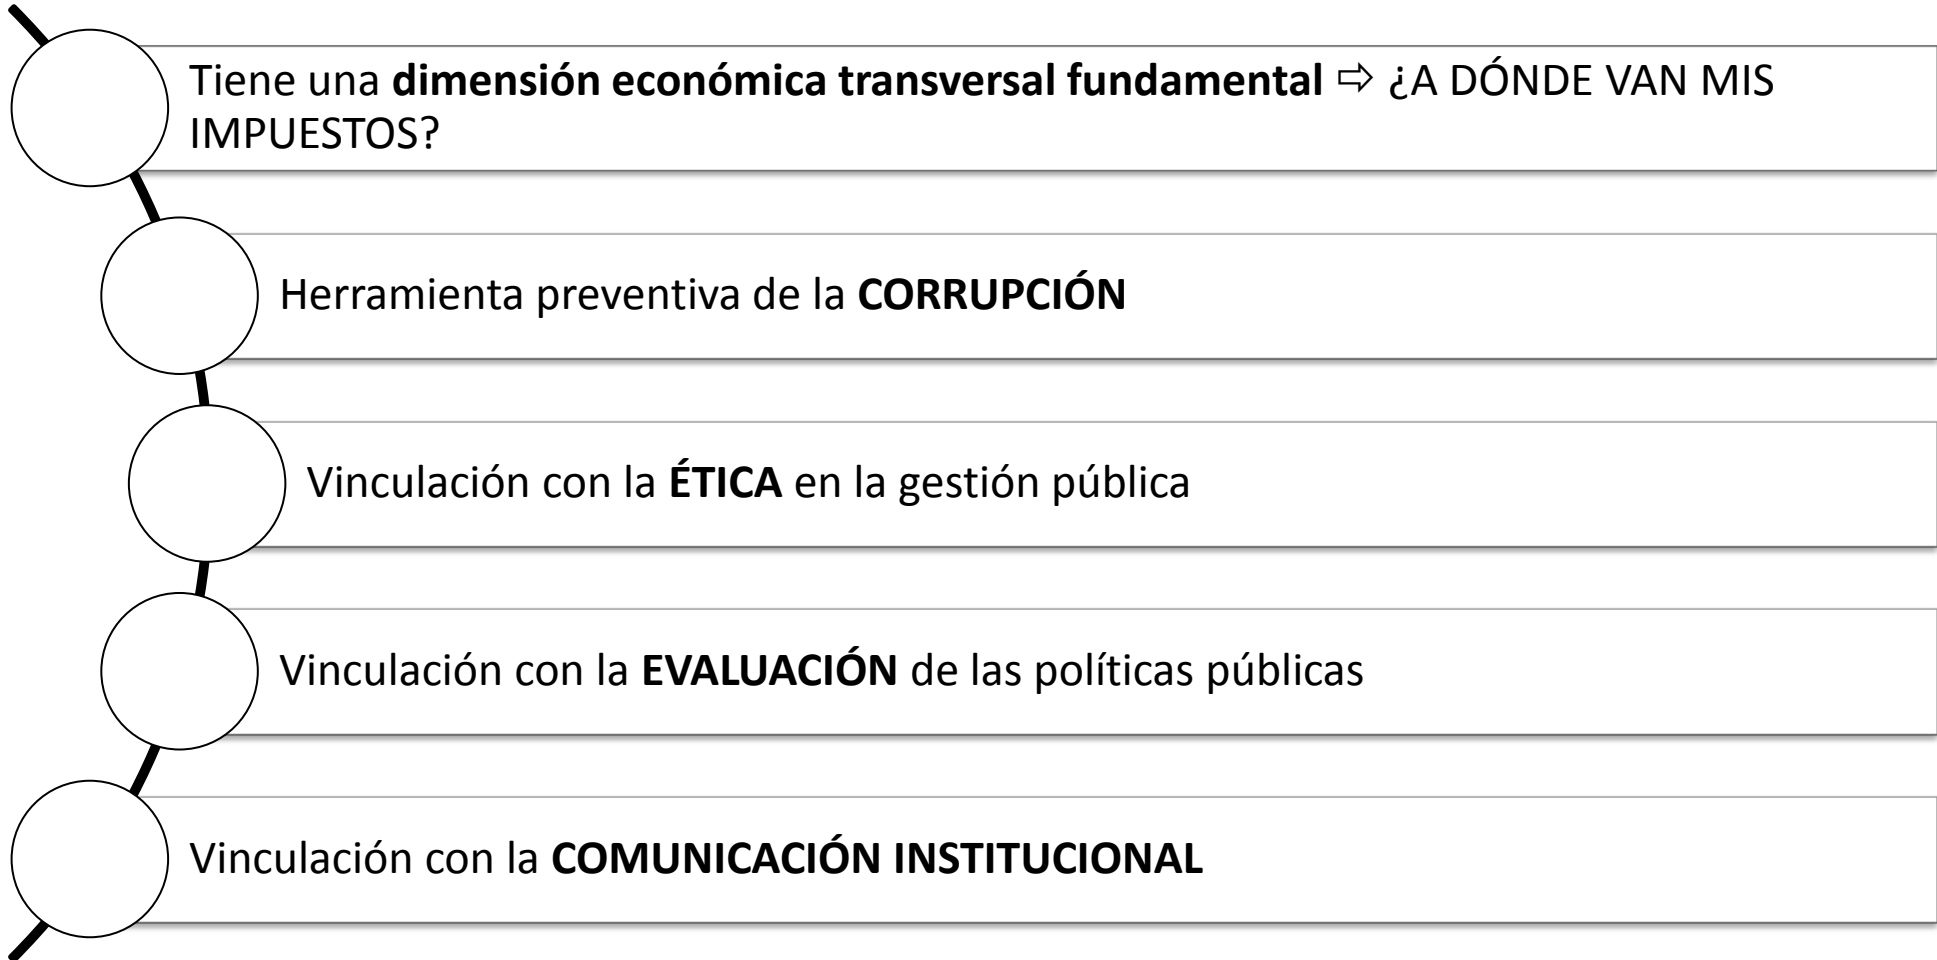 Tiene una dimensión económica transversal fundamental ⇨ ¿A DÓNDE VAN MIS
IMPUESTOS?
Herramienta preventiva de la CORRUPCIÓN
Vinculación con la ÉTICA en la gestión pública
Vinculación con la EVALUACIÓN de las políticas públicas
Vinculación con la COMUNICACIÓN INSTITUCIONAL